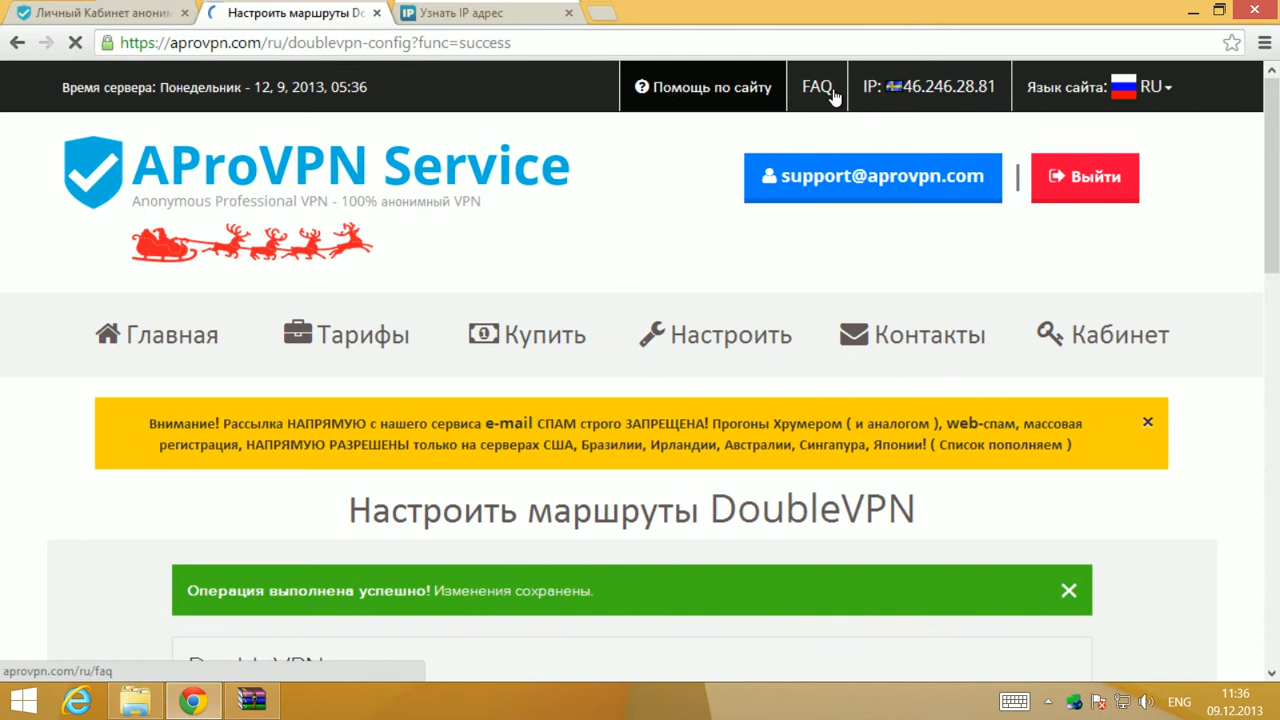 Личный Кабинет аноним
Настроить маршруты Do
Узнать IP адрес
https://aprovpn.com/ru/doublevpn-config?func=success
Время сервера: Понедельник - 12, 9, 2013, 05:36
Помощь по сайту
FAQ
IP: 46.246.28.81
Язык сайта: RU
AProVPN Service
Anonymous Professional VPN - 100% анонимный VPN
support@aprovpn.com
|
Выйти
Главная
Тарифы
Купить
Настроить
Контакты
Кабинет
Внимание! Рассылка НАПРЯМУЮ с нашего сервиса e-mail СПАМ строго ЗАПРЕЩЕНА! Прогоны Хрумером ( и аналогом ), web-спам, массовая
регистрация, НАПРЯМУЮ РАЗРЕШЕНЫ только на серверах США, Бразилии, Ирландии, Австралии, Сингапура, Японии! ( Список пополняем )
Настроить маршруты DoubleVPN
Операция выполнена успешно! Изменения сохранены.
DoubleVPN
aprovpn.com/ru/faq
ENG
11:36
09.12.2013